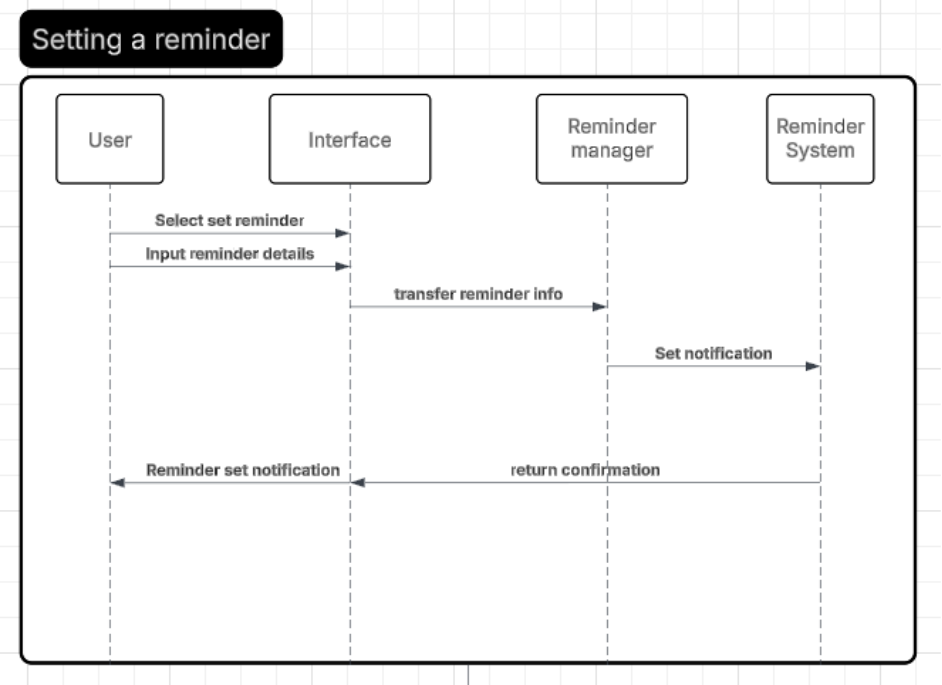 Setting a reminder
User
Interface
Reminder
manager
Reminder
System
Select set reminder
Input reminder details
transfer reminder info
Set notification
Reminder set notification
return confirmation